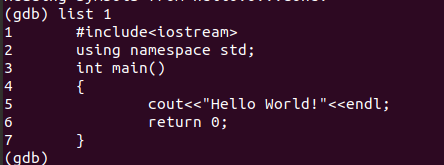 (gdb) list 1
1 #include<iostream>
2 using namespace std;
3 int main()
4 {
5 cout<<"Hello World!"<<endl;
6 return 0;
7 }
(gdb)